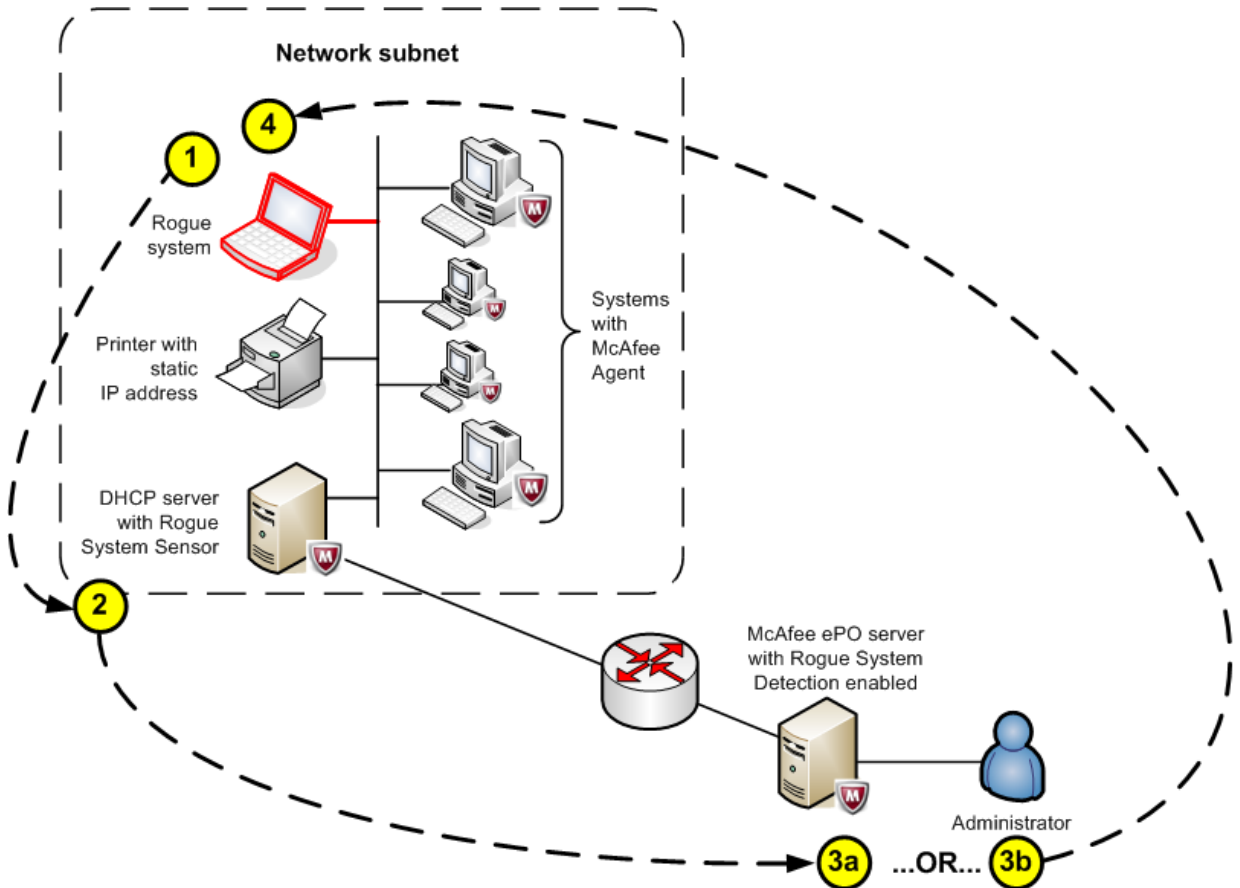 Network subnet
4
1
Rogue
system
Printer with
static
IP address
DHCP server
with Rogue
System Sensor
M
M
M
M
Systems
with
McAfee
Agent
M
2
McAfee ePO server
with Rogue System
Detection enabled
M
Administrator
3a ...OR... 3b